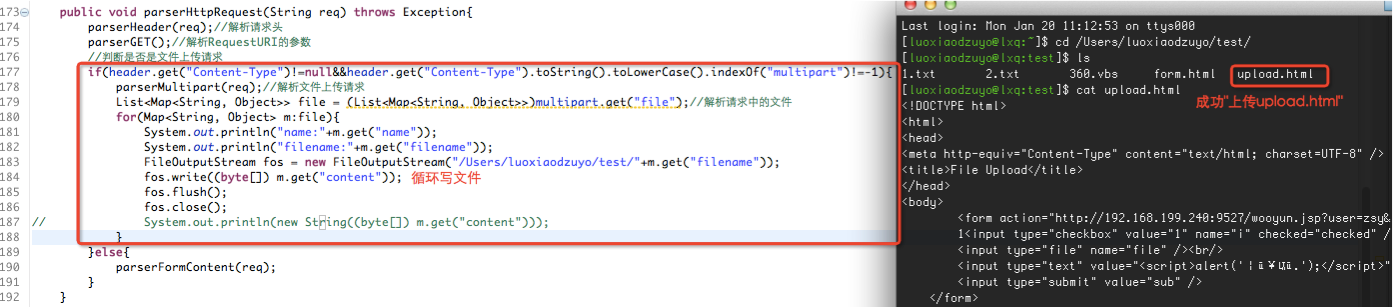 173 public void parserHttpRequest(String req) throws Exception{
174 parserHeader(req);//解析请求头
175 parserGET();//解析RequestURI的参数
176 //判断是否是文件上传请求
177 if(header.get("Content-Type")!=null&&header.get("Content-Type").toString().toLowerCase().indexOf("multipart")!=-1){
178 parserMultipart(req);//解析文件上传请求
179 List<Map<String, Object>> file = (List<Map<String, Object>>)multipart.get("file");//解析请求中的文件
180 for(Map<String, Object> m:file){
181 System.out.println("name:"+m.get("name"));
182 System.out.println("filename:"+m.get("filename"));
183 FileOutputStream fos = new FileOutputStream("/Users/luoxiaodzuyo/test/"+m.get("filename"));
184 fos.write((byte[]) m.get("content")); 循环写文件
185 fos.flush();
186 fos.close();
187 // System.out.println(new String((byte[]) m.get("content")));
188 }
189 }else{
190 parserFormContent(req);
191 }
192 }
Last login: Mon Jan 20 11:12:53 on ttys000
[luoxiaodzuyo@lxq:~]$ cd /Users/luoxiaodzuyo/test/
[luoxiaodzuyo@lxq:test]$ ls
1.txt 2.txt 360.vbs form.html upload.html
[luoxiaodzuyo@lxq:test]$ cat upload.html
成功"上传upload.html"
<!DOCTYPE html>
<html>
<head>
<meta http-equiv="Content-Type" content="text/html; charset=UTF-8" />
<title>File Upload</title>
</head>
<body>
<form action="http://192.168.199.240:9527/wooyun.jsp?user=zsy&
1<input type="checkbox" value="1" name="i" checked="checked" /
<input type="file" name="file" /><br/>
<input type="text" value="<script>alert('
.');</script>"
<input type="submit" value="sub" />
</form>